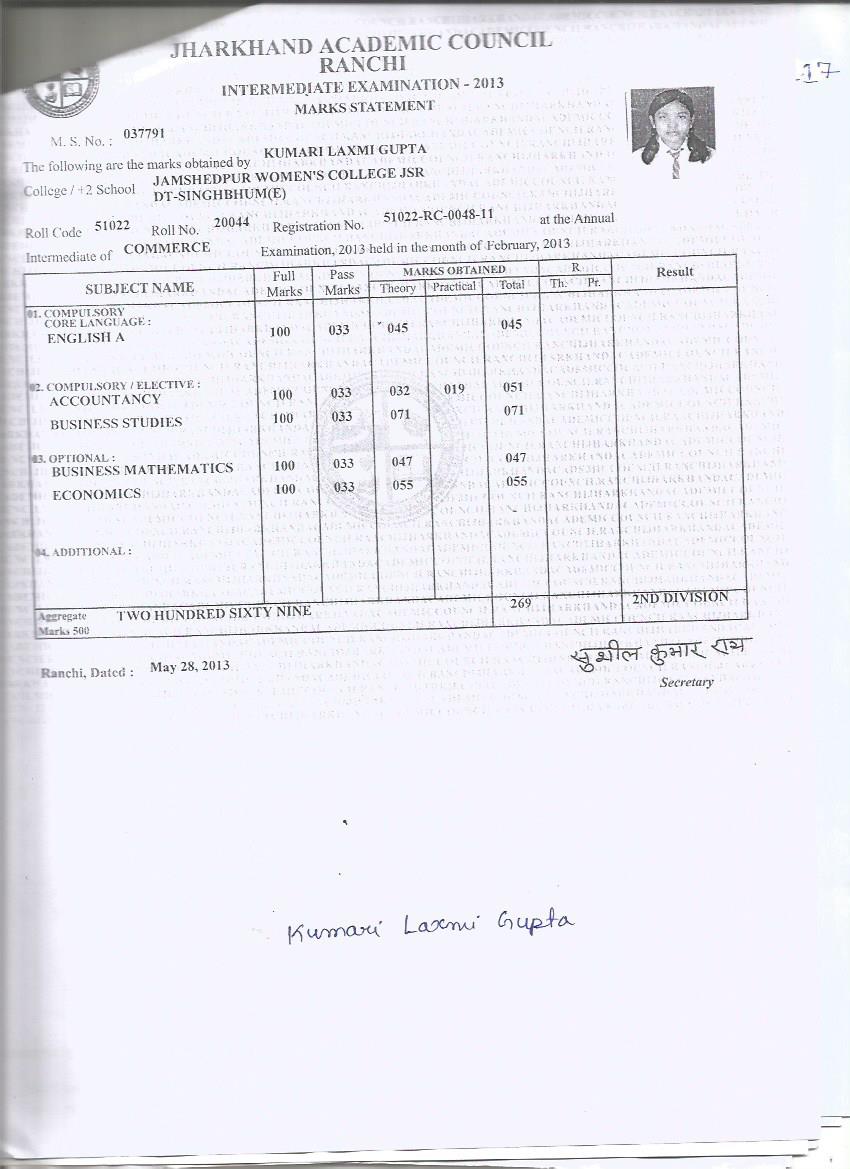 JHARKHAND ACADEMIC COUNCIL
RANCHI
INTERMEDIATE EXAMINATION - 2013
MARKS STATEMENT
-17
M. S. No. : 037791
The following are the marks obtained by KUMARI LAXMI GUPTA
College / +2 School JAMSHEDPUR WOMEN'S COLLEGE JSR
DT-SINGHBHUM(E)
Roll Code 51022 Roll No. 20044 Registration No. 51022-RC-0048-11 at the Annual
Intermediate of COMMERCE Examination, 2013 held in the month of February, 2013
SUBJECT NAME Full Marks Pass Marks MARKS OBTAINED R Result
Theory Practical Total Th. Pr.
01. COMPULSORY
CORE LANGUAGE :
ENGLISH A 100 033 045 045
02. COMPULSORY / ELECTIVE :
ACCOUNTANCY 100 033 032 019 051
BUSINESS STUDIES 100 033 071 071
03. OPTIONAL :
BUSINESS MATHEMATICS 100 033 047 047
ECONOMICS 100 033 055 055
04. ADDITIONAL :
Aggregate Marks 500 TWO HUNDRED SIXTY NINE 269 2ND DIVISION
Ranchi, Dated : May 28, 2013
सुशील कुमार राय
Secretary
Kumari Laxmi Gupta